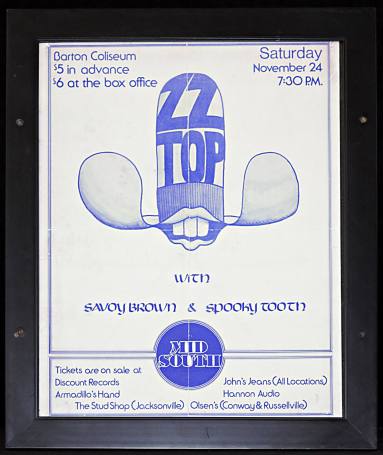 Barton Coliseum
$5 in advance
$6 at the box office
Saturday
November 24
7:30 P.M.
ZZ
TOP
with
Savoy Brown & Spooky Tooth
MID
SOUTH
Tickets are on sale at
Discount Records
John's Jeans (All Locations)
Armadillo's Hand
Hannon Audio
The Stud Shop (Jacksonville) Olsen's (Conway & Russellville)